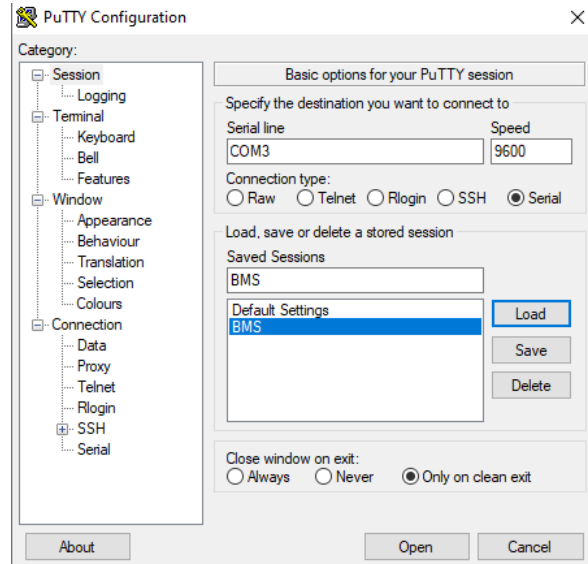 PuTTY Configuration
Category:
Session
Logging
Terminal
Keyboard
Bell
Features
Window
Appearance
Behaviour
Translation
Selection
Colours
Connection
Data
Proxy
Telnet
Rlogin
SSH
Serial
Basic options for your PuTTY session
Specify the destination you want to connect to
Serial line Speed
COM3 9600
Connection type:
Raw Telnet Rlogin SSH Serial
Load, save or delete a stored session
Saved Sessions
BMS
Default Settings
BMS
Load
Save
Delete
Close window on exit:
Always Never Only on clean exit
About Open Cancel